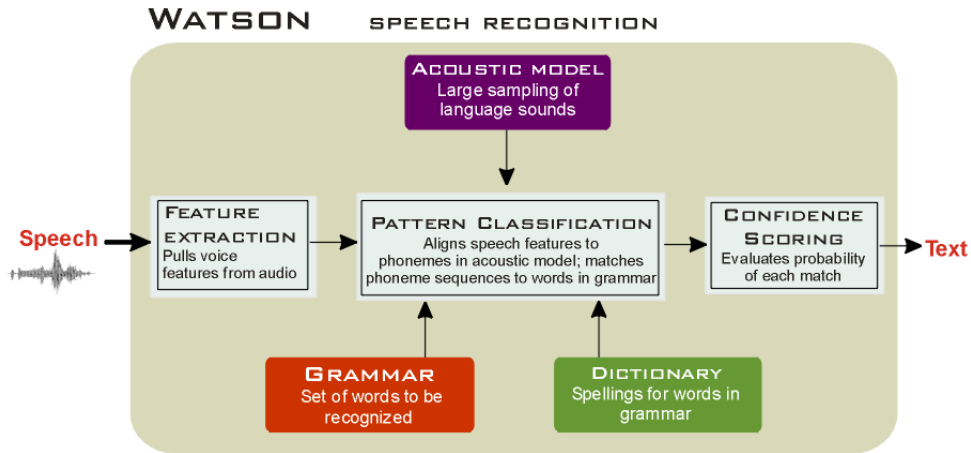 WATSON SPEECH RECOGNITION
ACOUSTIC MODEL
Large sampling of
language sounds
Speech
FEATURE
EXTRACTION
Pulls voice
features from audio
PATTERN CLASSIFICATION
Aligns speech features to
phonemes in acoustic model; matches
phoneme sequences to words in grammar
CONFIDENCE
SCORING
Evaluates probability
of each match
Text
GRAMMAR
Set of words to be
recognized
DICTIONARY
Spellings for words in
grammar